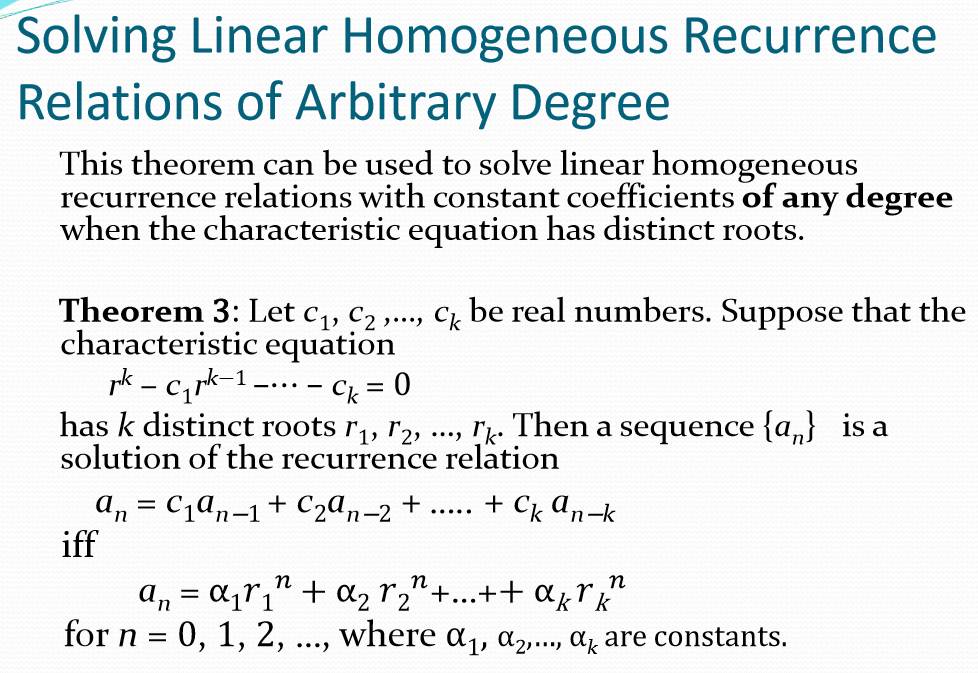 Solving Linear Homogeneous Recurrence
Relations of Arbitrary Degree
This theorem can be used to solve linear homogeneous
recurrence relations with constant coefficients of any degree
when the characteristic equation has distinct roots.
Theorem 3: Let c₁, c₂ ,…, cₖ be real numbers. Suppose that the
characteristic equation
rᵏ – c₁rᵏ⁻¹ –⋯ – cₖ = 0
has k distinct roots r₁, r₂, …, rₖ. Then a sequence {aₙ} is a
solution of the recurrence relation
aₙ = c₁aₙ₋₁ + c₂aₙ₋₂ + ….. + cₖ aₙ₋ₖ
iff
aₙ = α₁r₁ⁿ + α₂ r₂ⁿ+…++ αₖrₖⁿ
for n = 0, 1, 2, …, where α₁, α₂,…, αₖ are constants.